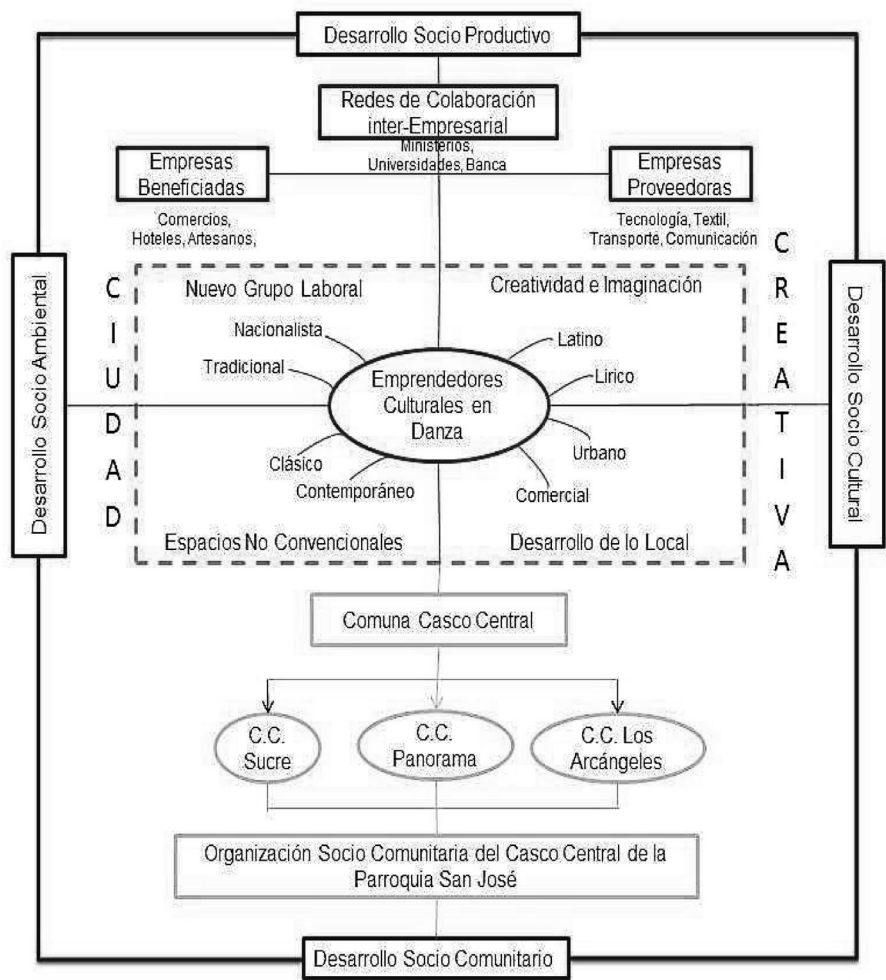 Desarrollo Socio Productivo
Redes de Colaboración
inter-Empresarial
Ministerios,
Universidades, Banca
Empresas
Beneficiadas
Empresas
Proveedoras
Comercios,
Hoteles, Artesanos,
Tecnología, Textil,
Transporte, Comunicación
Desarrollo Socio Ambiental
CIUDAD
CREATIVA
Desarrollo Socio Cultural
Nuevo Grupo Laboral
Creatividad e Imaginación
Nacionalista
Tradicional
Latino
Lirico
Emprendedores
Culturales en
Danza
Clásico
Contemporáneo
Urbano
Comercial
Espacios No Convencionales
Desarrollo de lo Local
Comuna Casco Central
C.C.
Sucre
C.C.
Panorama
C.C. Los
Arcángeles
Organización Socio Comunitaria del Casco Central de la
Parroquia San José
Desarrollo Socio Comunitario